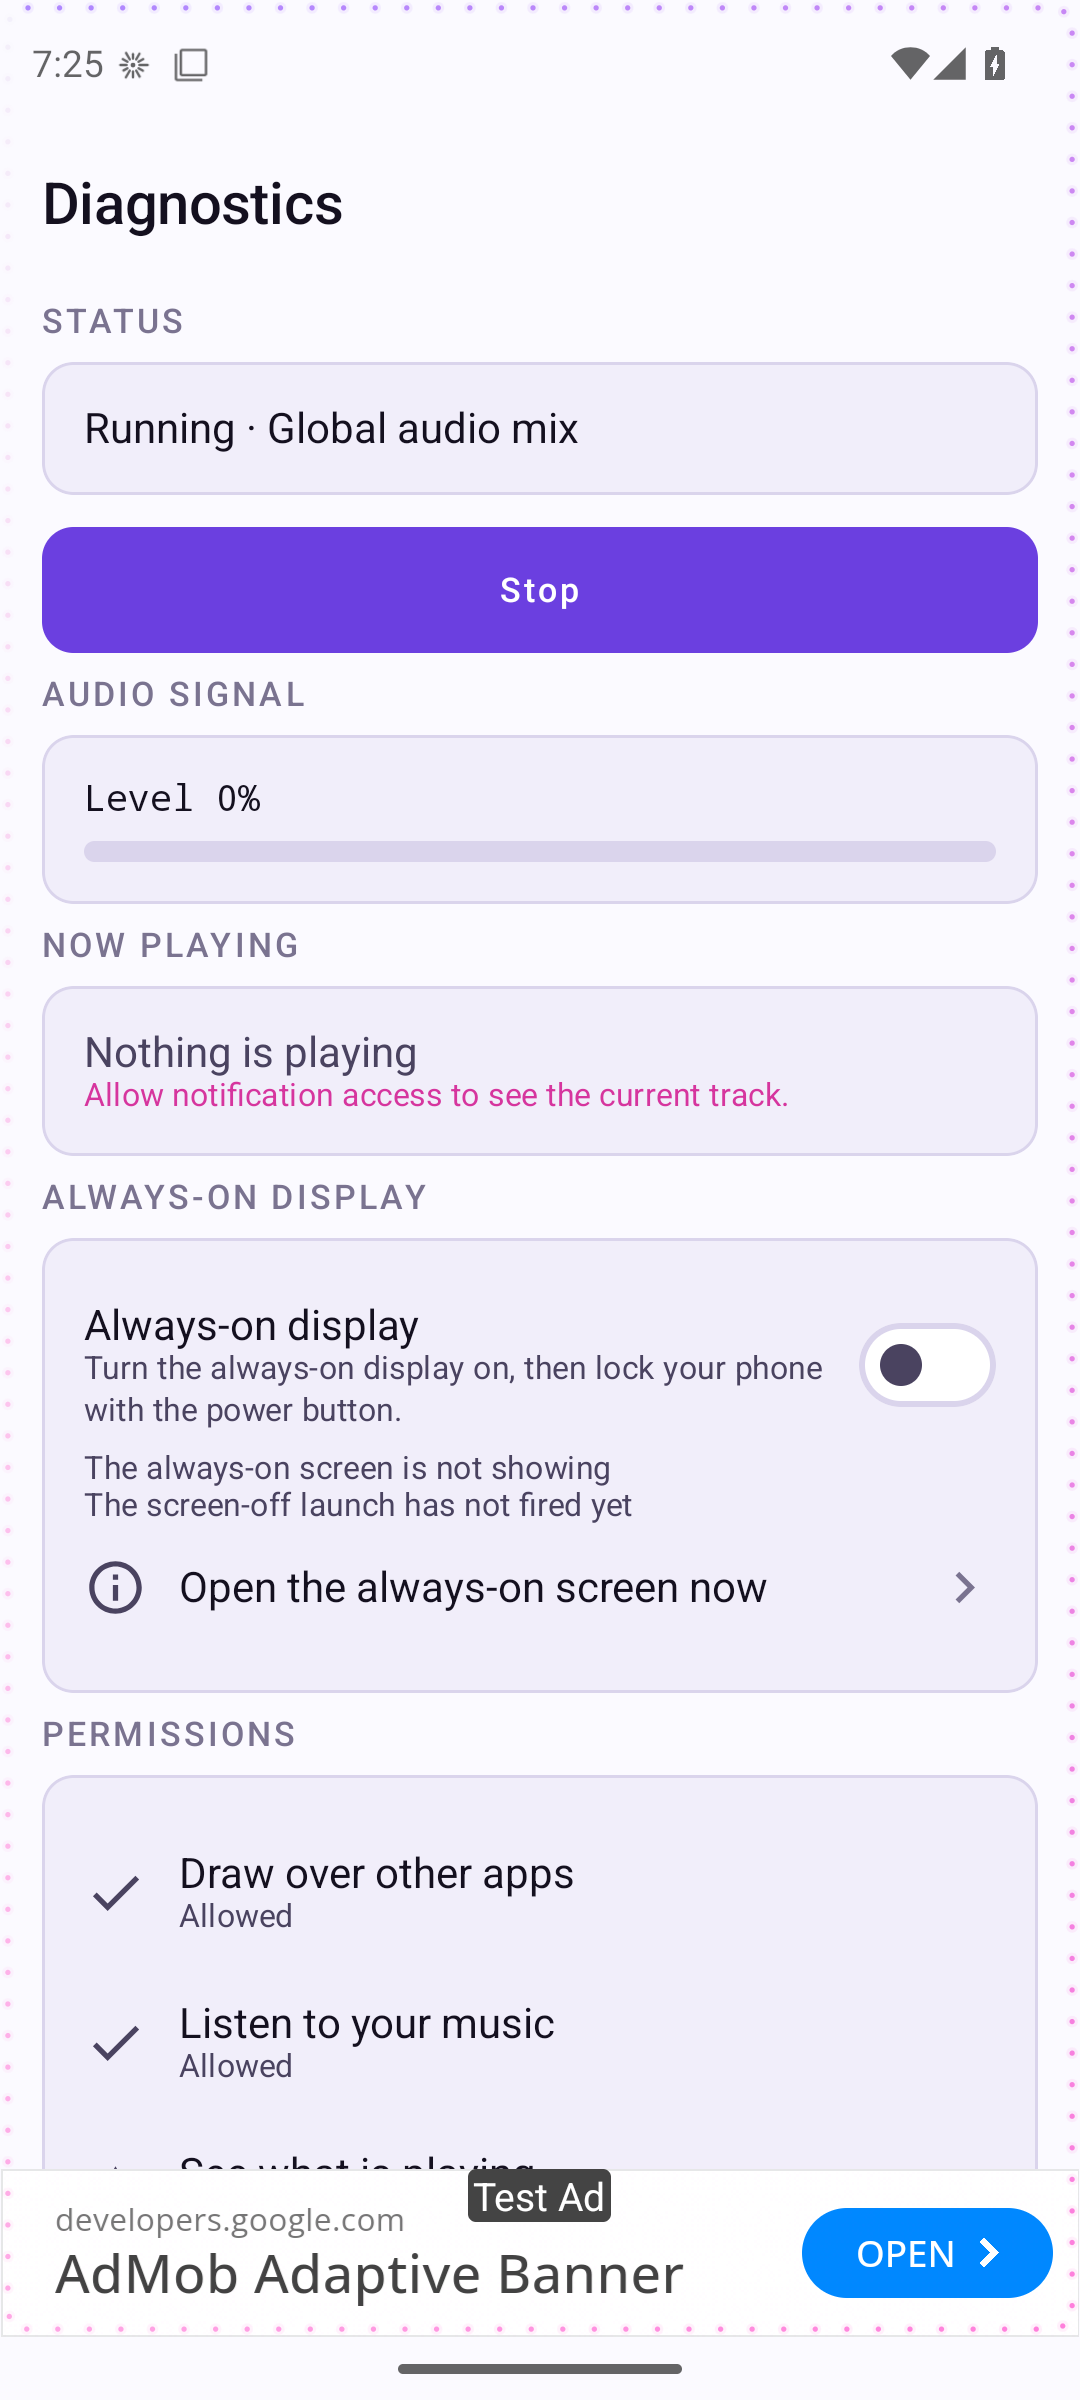 7:25
Diagnostics
STATUS
Running · Global audio mix
Stop
AUDIO SIGNAL
Level 0%
NOW PLAYING
Nothing is playing
Allow notification access to see the current track.
ALWAYS-ON DISPLAY
Always-on display
Turn the always-on display on, then lock your phone
with the power button.
The always-on screen is not showing
The screen-off launch has not fired yet
Open the always-on screen now
PERMISSIONS
Draw over other apps
Allowed
Listen to your music
Allowed
See what is playing
Test Ad
developers.google.com
AdMob Adaptive Banner
OPEN